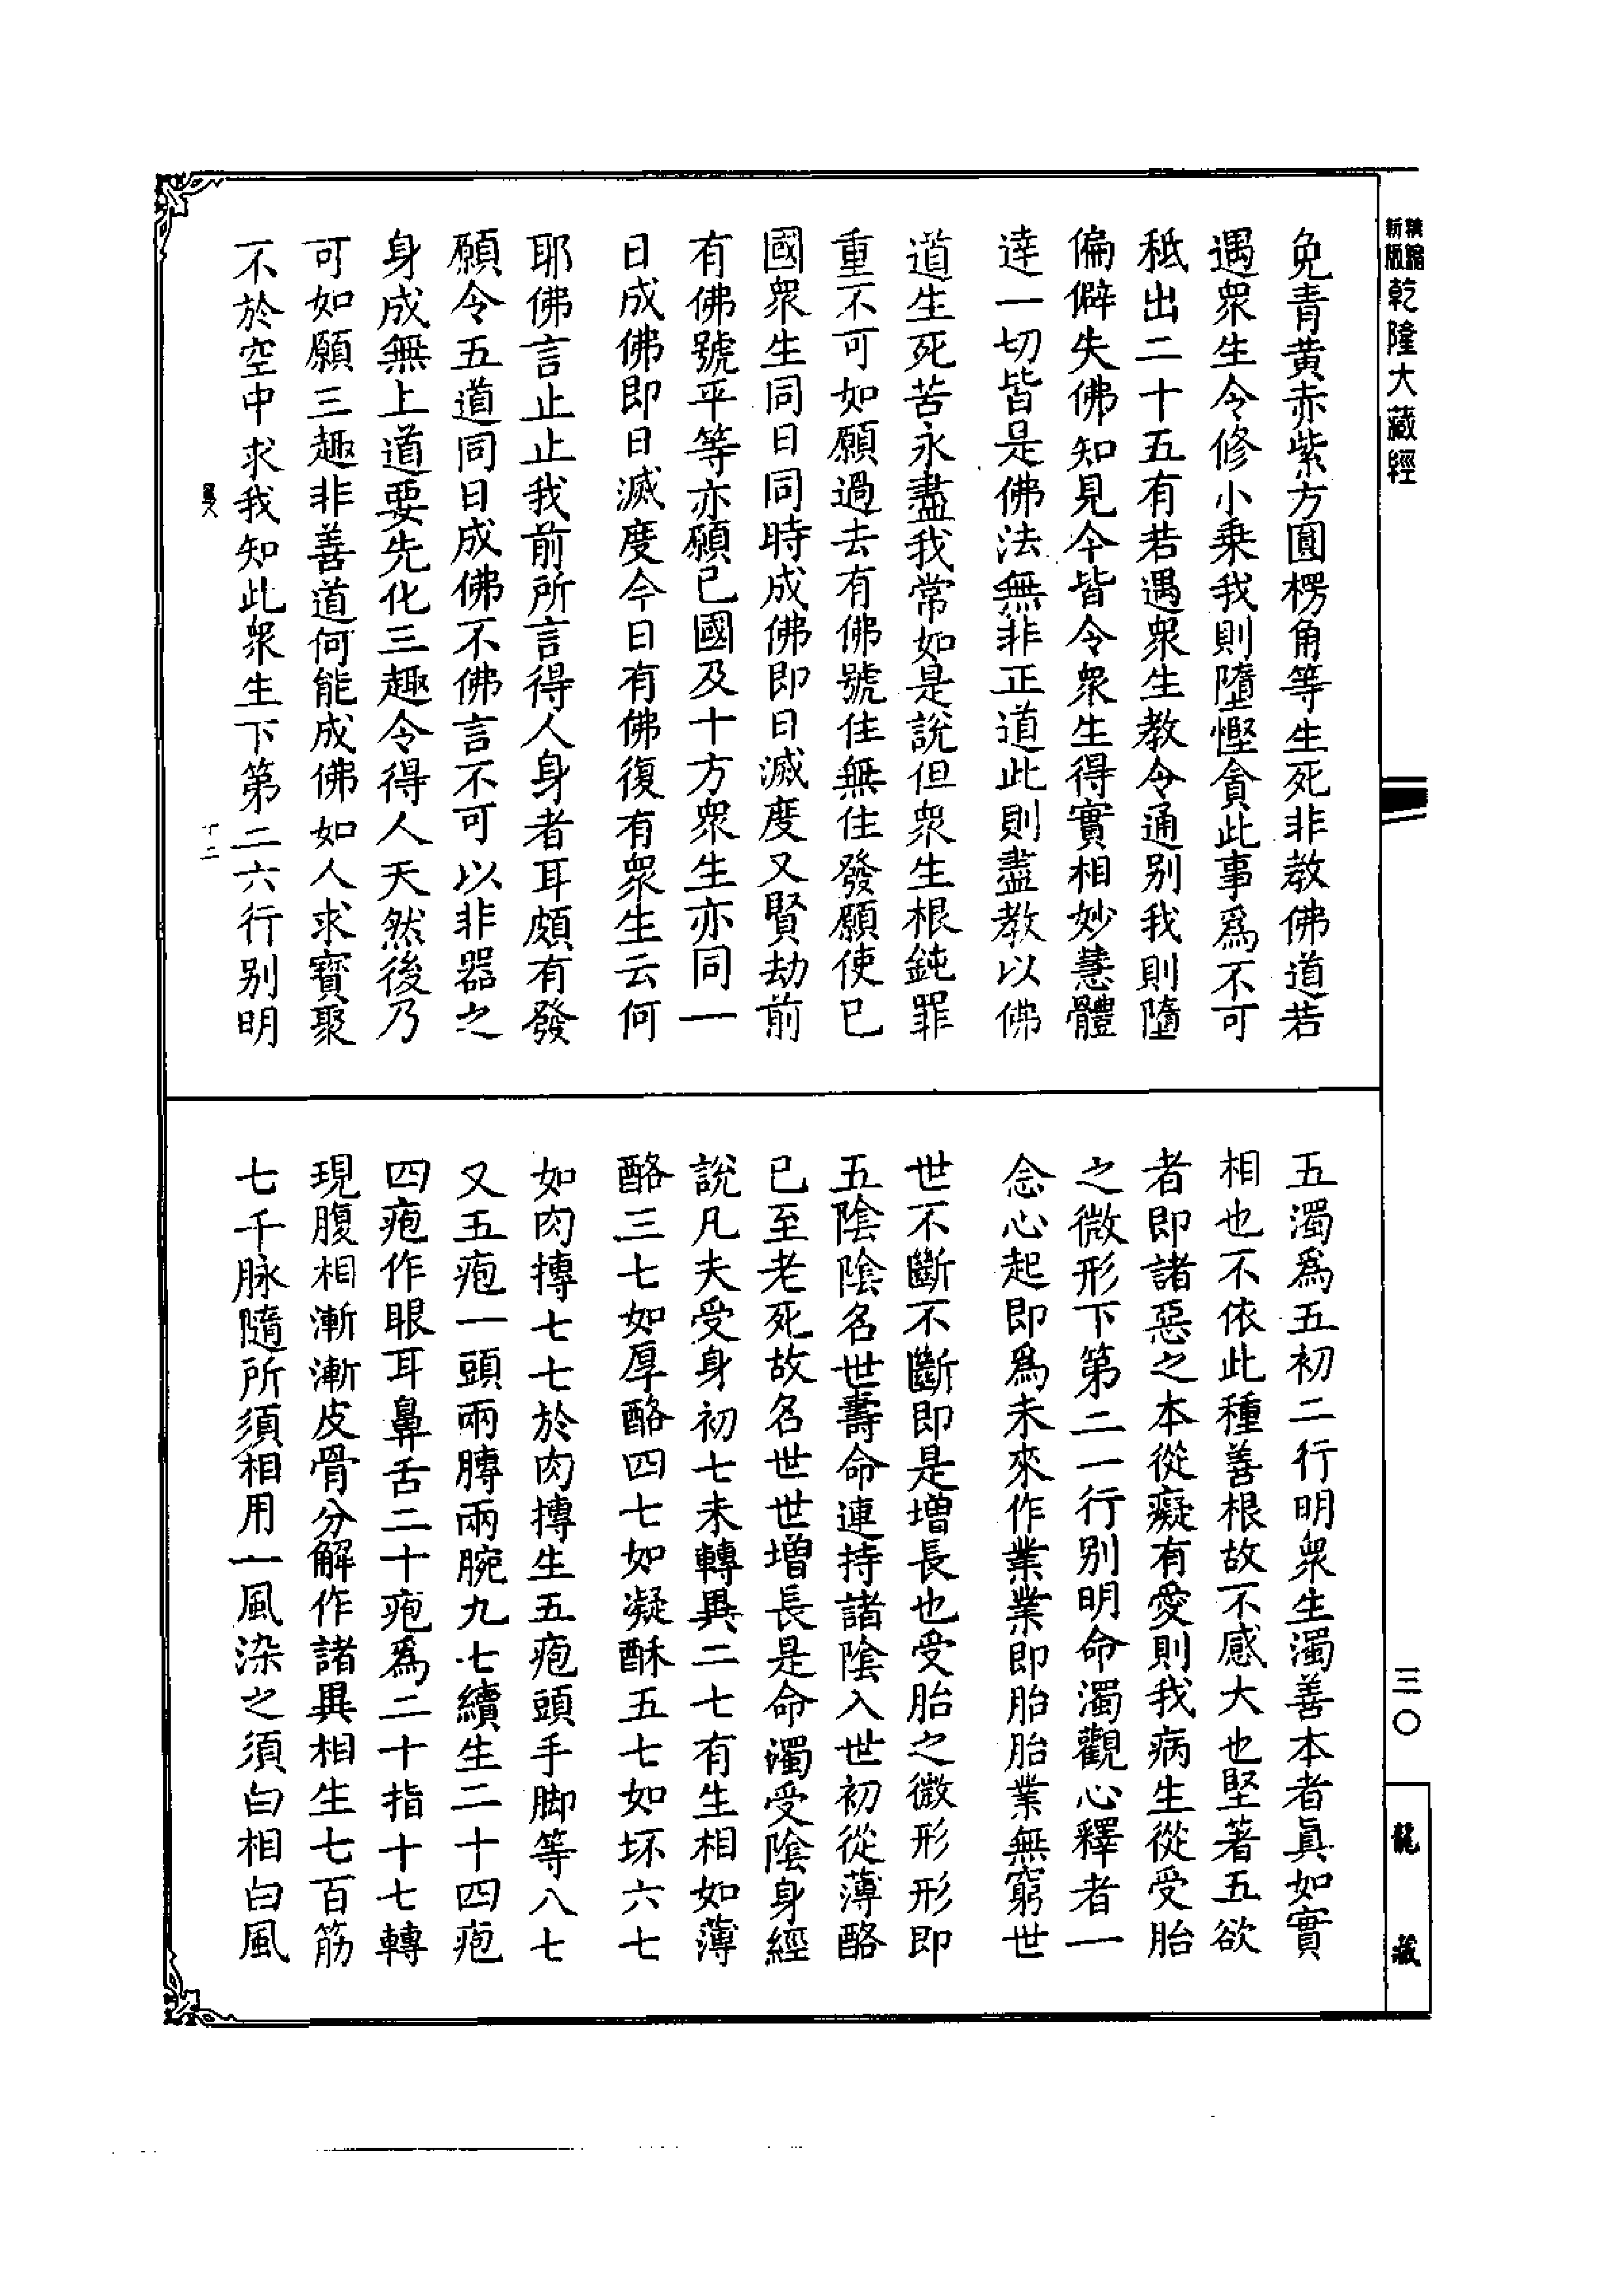 新版精縮乾隆大藏經
三〇
龍藏
免青黄赤紫方圓楞角等生死非教佛道若
遇衆生令修小乘我則墮慳貪此事爲不可
秖出二十五有若遇衆生教令通别我則墮
偏僻失佛知見今皆令衆生得實相妙慧體
達一切皆是佛法無非正道此則盡教以佛
道生死苦永盡我常如是說但衆生根鈍罪
重不可如願過去有佛號住無住發願使已
國衆生同日同時成佛即日滅度又賢劫前
有佛號平等亦願已國及十方衆生亦同一
日成佛即日滅度今日有佛復有衆生云何
耶佛言止止我前所言得人身者耳頗有發
願令五道同日成佛不佛言不可以非器之
身成無上道要先化三趣令得人天然後乃
可如願三趣非善道何能成佛如人求寶聚
不於空中求我知此衆生下第二六行别明
十二
五濁爲五初二行明衆生濁善本者眞如實
相也不依此種善根故不感大也堅著五欲
者即諸惡之本從癡有愛則我病生從受胎
之微形下第二一行别明命濁觀心釋者一
念心起即爲未來作業業即胎胎業無窮世
世不斷不斷即是增長也受胎之微形形即
五陰陰名世壽命連持諸陰入世初從薄酪
已至老死故名世世增長是命濁受陰身經
說凡夫受身初七未轉異二七有生相如薄
酪三七如厚酪四七如凝酥五七如坏六七
如肉摶七七於肉摶生五疱頭手脚等八七
又五疱一頭兩膊兩腕九七續生二十四疱
四疱作眼耳鼻舌二十疱爲二十指十七轉
現腹相漸漸皮骨分解作諸異相生七百筋
七千脉隨所須相用一風染之須白相白風